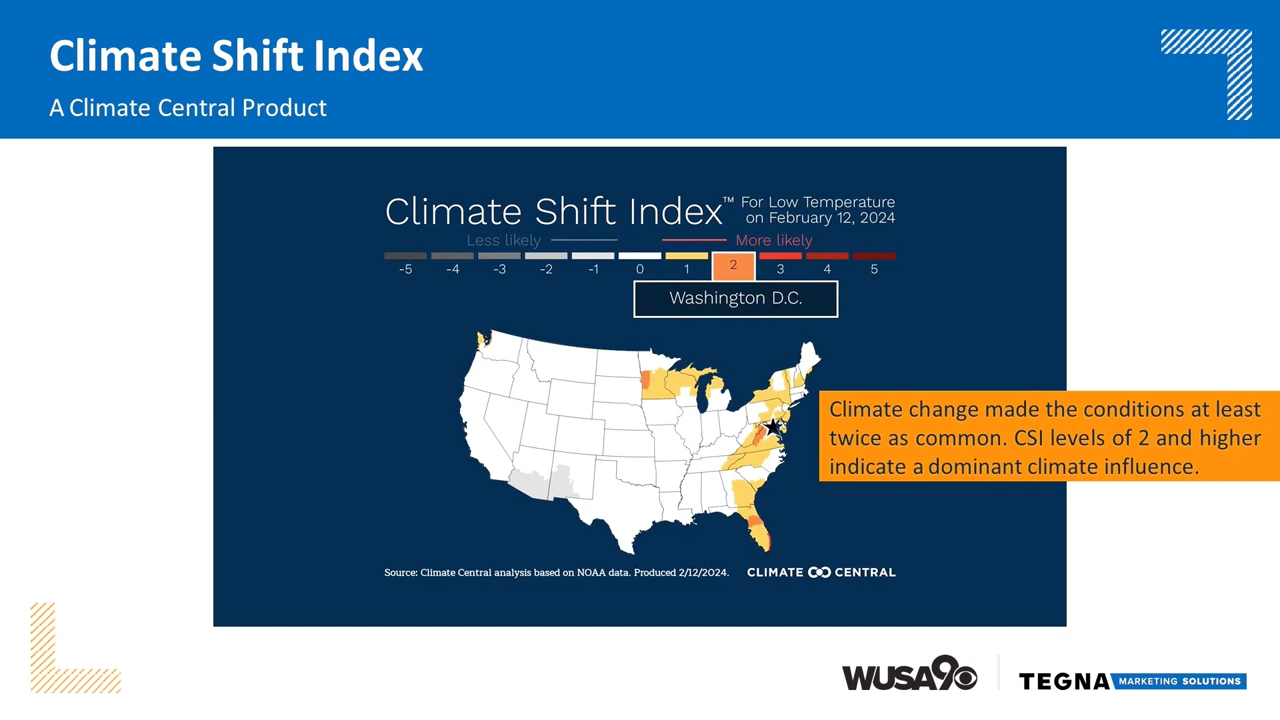 Climate Shift Index
A Climate Central Product
Climate Shift Index™
For Low Temperature
on February 12, 2024
Less likely
More likely
-5 -4 -3 -2 -1 0 1 2 3 4 5
Washington D.C.
Climate change made the conditions at least
twice as common. CSI levels of 2 and higher
indicate a dominant climate influence.
Source: Climate Central analysis based on NOAA data. Produced 2/12/2024.
CLIMATE CENTRAL
WUSA9
TEGNA MARKETING SOLUTIONS